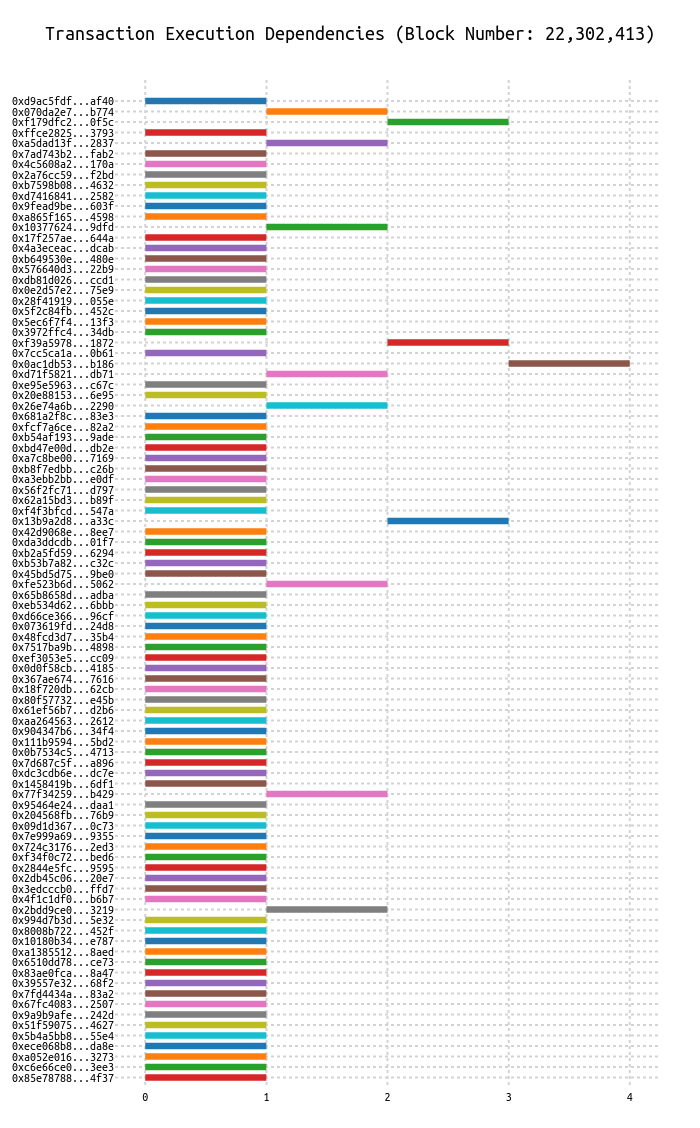 Transaction Execution Dependencies (Block Number: 22,302,413)
0xd9ac5fdf...af40
0x070da2e7...b774
0xf179dfc2...0f5c
0xffce2825...3793
0xa5dad13f...2837
0x7ad743b2...fab2
0x4c5608a2...170a
0x2a76cc59...f2bd
0xb7598b08...4632
0xd7416841...2582
0x9fead9be...603f
0xa865f165...4598
0x10377624...9dfd
0x17f257ae...644a
0x4a3eceac...dcab
0xb649530e...480e
0x576640d3...22b9
0xdb81d026...ccd1
0x0e2d57e2...75e9
0x28f41919...055e
0x5f2c84fb...452c
0x5ec6f7f4...13f3
0x3972ffc4...34db
0xf39a5978...1872
0x7cc5ca1a...0b61
0x0ac1db53...b186
0xd71f5821...db71
0xe95e5963...c67c
0x20e88153...6e95
0x26e74a6b...2290
0x681a2f8c...83e3
0xfcf7a6ce...82a2
0xb54af193...9ade
0xbd47e00d...db2e
0xa7c8be00...7169
0xb8f7edbb...c26b
0xa3ebb2bb...e0df
0x56f2fc71...d797
0x62a15bd3...b89f
0xf4f3bfcd...547a
0x13b9a2d8...a33c
0x42d9068e...8ee7
0xda3ddcdb...01f7
0xb2a5fd59...6294
0xb53b7a82...c32c
0x45bd5d75...9be0
0xfe523b6d...5062
0x65b8658d...adba
0xeb534d62...6bbb
0xd66ce366...96cf
0x073619fd...24d8
0x48fcd3d7...35b4
0x7517ba9b...4898
0xef3053e5...cc09
0x0d0f58cb...4185
0x367ae674...7616
0x18f720db...62cb
0x80f57732...e45b
0x61ef56b7...d2b6
0xaa264563...2612
0x904347b6...34f4
0x111b9594...5bd2
0x0b7534c5...4713
0x7d687c5f...a896
0xdc3cdb6e...dc7e
0x1458419b...6df1
0x77f34259...b429
0x95464e24...daa1
0x204568fb...76b9
0x09d1d367...0c73
0x7e999a69...9355
0x724c3176...2ed3
0xf34f0c72...bed6
0x2844e5fc...9595
0x2db45c06...20e7
0x3edcccb0...ffd7
0x4f1c1df0...b6b7
0x2bdd9ce0...3219
0x994d7b3d...5e32
0x8008b722...452f
0x10180b34...e787
0xa1385512...8aed
0x6510dd78...ce73
0x83ae0fca...8a47
0x39557e32...68f2
0x7fd4434a...83a2
0x67fc4083...2507
0x9a9b9afe...242d
0x51f59075...4627
0x5b4a5bb8...55e4
0xece068b8...da8e
0xa052e016...3273
0xc6e66ce0...3ee3
0x85e78788...4f37
0 1 2 3 4